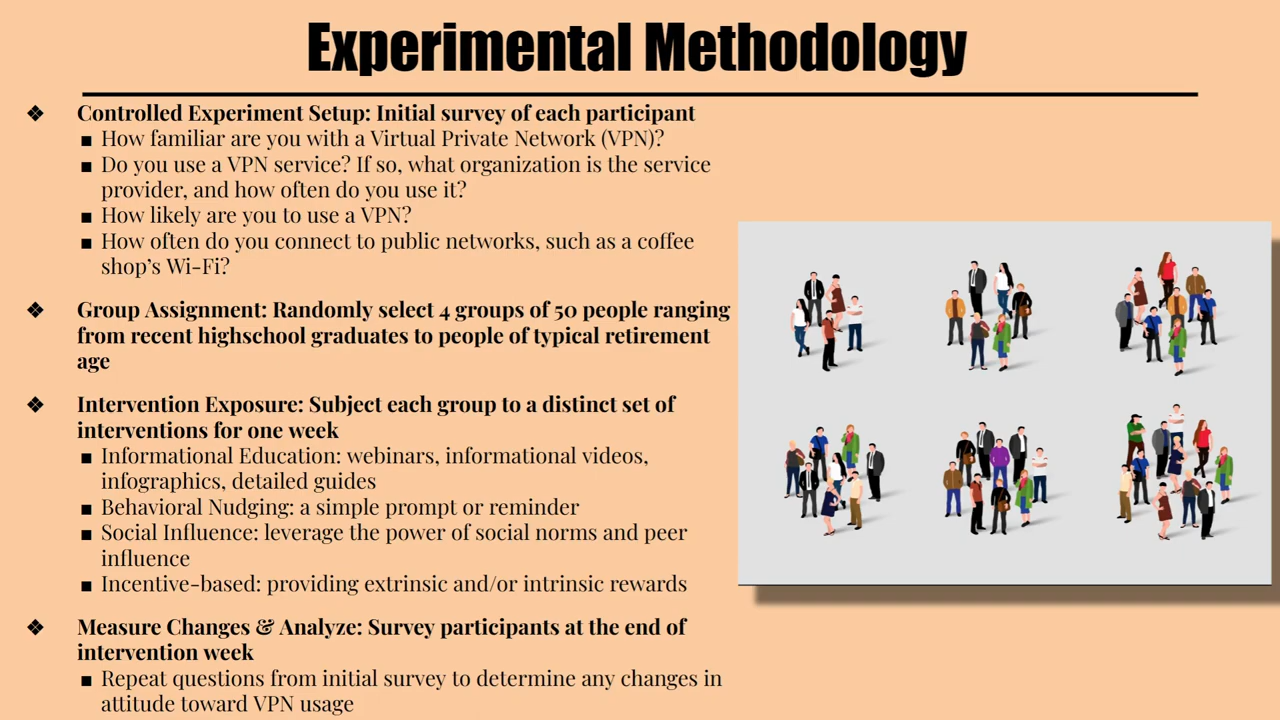 Experimental Methodology
❖ Controlled Experiment Setup: Initial survey of each participant
■ How familiar are you with a Virtual Private Network (VPN)?
■ Do you use a VPN service? If so, what organization is the service
provider, and how often do you use it?
■ How likely are you to use a VPN?
■ How often do you connect to public networks, such as a coffee
shop’s Wi-Fi?
❖ Group Assignment: Randomly select 4 groups of 50 people ranging
from recent highschool graduates to people of typical retirement
age
❖ Intervention Exposure: Subject each group to a distinct set of
interventions for one week
■ Informational Education: webinars, informational videos,
infographics, detailed guides
■ Behavioral Nudging: a simple prompt or reminder
■ Social Influence: leverage the power of social norms and peer
influence
■ Incentive-based: providing extrinsic and/or intrinsic rewards
❖ Measure Changes & Analyze: Survey participants at the end of
intervention week
■ Repeat questions from initial survey to determine any changes in
attitude toward VPN usage